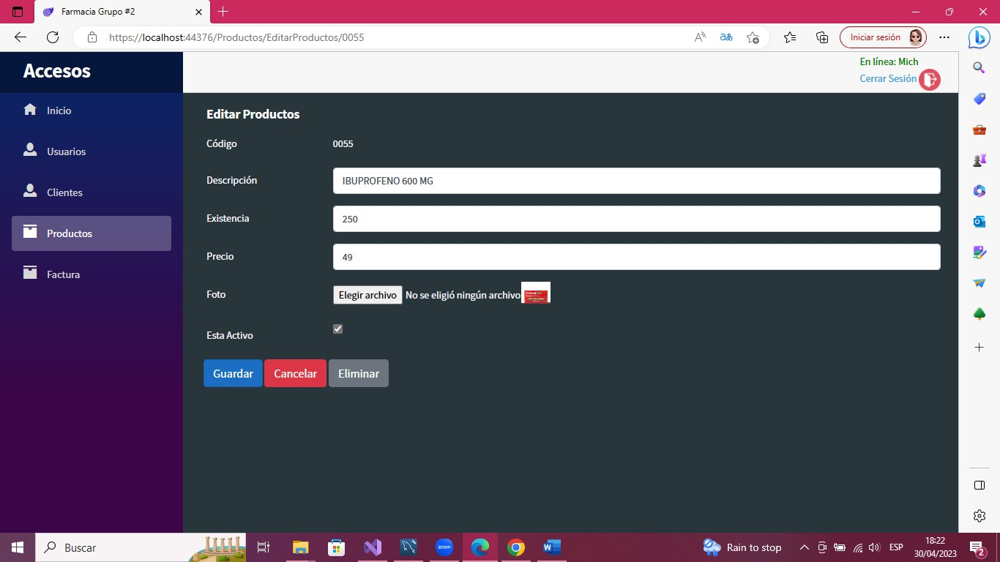 Farmacia Grupo #2
https://localhost:44376/Productos/EditarProductos/0055
aあ
Iniciar sesión
Accesos
En línea: Mich
Cerrar Sesión
Inicio
Usuarios
Clientes
Productos
Factura
Editar Productos
Código 0055
Descripción IBUPROFENO 600 MG
Existencia 250
Precio 49
Foto Elegir archivo No se eligió ningún archivo
Esta Activo
Guardar Cancelar Eliminar
Buscar
zoom
Rain to stop
ESP
18:22
30/04/2023
2